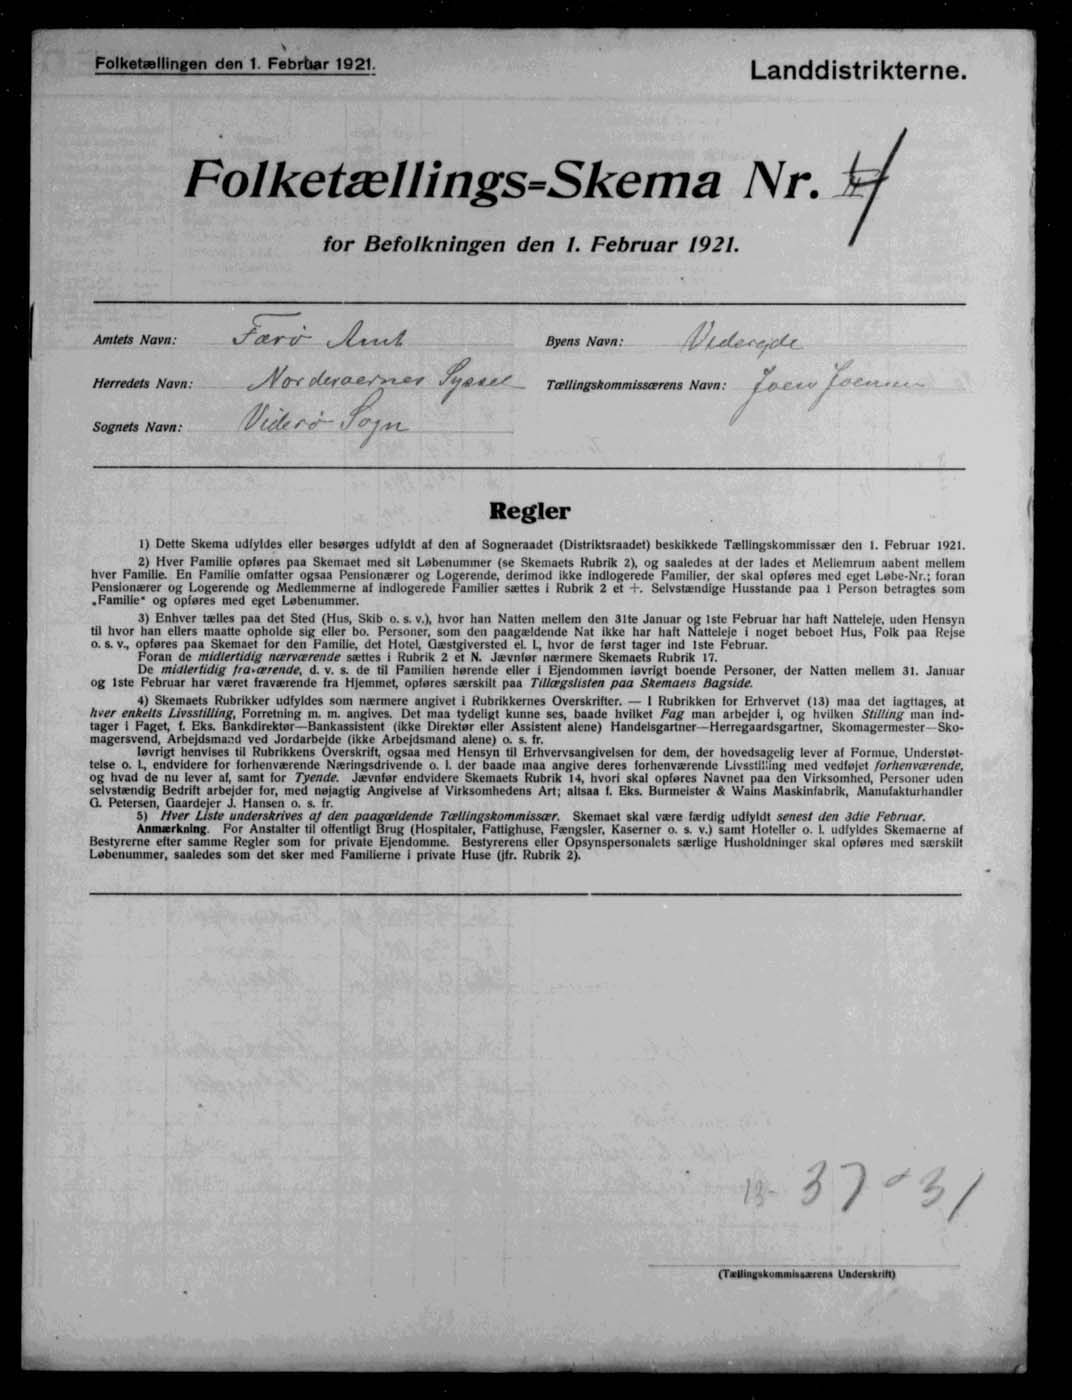 Folketællingen den 1. Februar 1921.
Landdistrikterne.
Folketællings=Skema Nr. 4
for Befolkningen den 1. Februar 1921.
Amtets Navn: Færø Amt
Byens Navn: Viderejde
Herredets Navn: Norderøernes Syssel
Tællingskommissærens Navn: Joen Joensen
Sognets Navn: Viderø Sogn
Regler
1) Dette Skema udfyldes eller besørges udfyldt af den af Sogneraadet (Distriktsraadet) beskikkede Tællingskommissær den 1. Februar 1921.
2) Hver Familie opføres paa Skemaet med sit Løbenummer (se Skemaets Rubrik 2), og saaledes at der lades et Mellemrum aabent mellem
hver Familie. En Familie omfatter ogsaa Pensionærer og Logerende, derimod ikke indlogerede Familier, der skal opføres med eget Løbe-Nr.; foran
Pensionærer og Logerende og Medlemmerne af indlogerede Familier sættes i Rubrik 2 et +. Selvstændige Husstande paa 1 Person betragtes som
„Familie“ og opføres med eget Løbenummer.
3) Enhver tælles paa det Sted (Hus, Skib o. s. v.), hvor han Natten mellem den 31te Januar og 1ste Februar har haft Natteleje, uden Hensyn
til hvor han ellers maatte opholde sig eller bo. Personer, som den paagældende Nat ikke har haft Natteleje i noget beboet Hus, Folk paa Rejse
o. s. v., opføres paa Skemaet for den Familie, det Hotel, Gæstgiversted el. l., hvor de først tager ind 1ste Februar.
Foran de midlertidig nærværende sættes i Rubrik 2 et N. Jævnfør nærmere Skemaets Rubrik 17.
De midlertidig fraværende, d. v. s. de til Familien hørende eller i Ejendommen iøvrigt boende Personer, der Natten mellem 31. Januar
og 1ste Februar har været fraværende fra Hjemmet, opføres særskilt paa Tillægslisten paa Skemaets Bagside.
4) Skemaets Rubrikker udfyldes som nærmere angivet i Rubrikkernes Overskrifter. — I Rubrikken for Erhvervet (13) maa det iagttages, at
hver enkelts Livsstilling, Forretning m. m. angives. Det maa tydeligt kunne ses, baade hvilket Fag man arbejder i, og hvilken Stilling man ind-
tager i Faget, f. Eks. Bankdirektør—Bankassistent (ikke Direktør eller Assistent alene) Handelsgartner—Herregaardsgartner, Skomagermester—Sko-
magersvend, Arbejdsmand ved Jordarbejde (ikke Arbejdsmand alene) o. s. fr.
Iøvrigt henvises til Rubrikkens Overskrift, ogsaa med Hensyn til Erhvervsangivelsen for dem, der hovedsagelig lever af Formue, Understøt-
telse o. l., endvidere for forhenværende Næringsdrivende o. l. der baade maa angive deres forhenværende Livsstilling med vedføjet forhenværende,
og hvad de nu lever af, samt for Tyende. Jævnfør endvidere Skemaets Rubrik 14, hvori skal opføres Navnet paa den Virksomhed, Personer uden
selvstændig Bedrift arbejder for, med nøjagtig Angivelse af Virksomhedens Art; altsaa f. Eks. Burmeister & Wains Maskinfabrik, Manufakturhandler
G. Petersen, Gaardejer J. Hansen o. s. fr.
5) Hver Liste underskrives af den paagældende Tællingskommissær. Skemaet skal være færdig udfyldt senest den 3die Februar.
Anmærkning. For Anstalter til offentligt Brug (Hospitaler, Fattighuse, Fængsler, Kaserner o. s. v.) samt Hoteller o. l. udfyldes Skemaerne af
Bestyrerne efter samme Regler som for private Ejendomme. Bestyrerens eller Opsynspersonalets særlige Husholdninger skal opføres med særskilt
Løbenummer, saaledes som det sker med Familierne i private Huse (jfr. Rubrik 2).
13- 37 + 31
(Tællingskommissærens Underskrift)